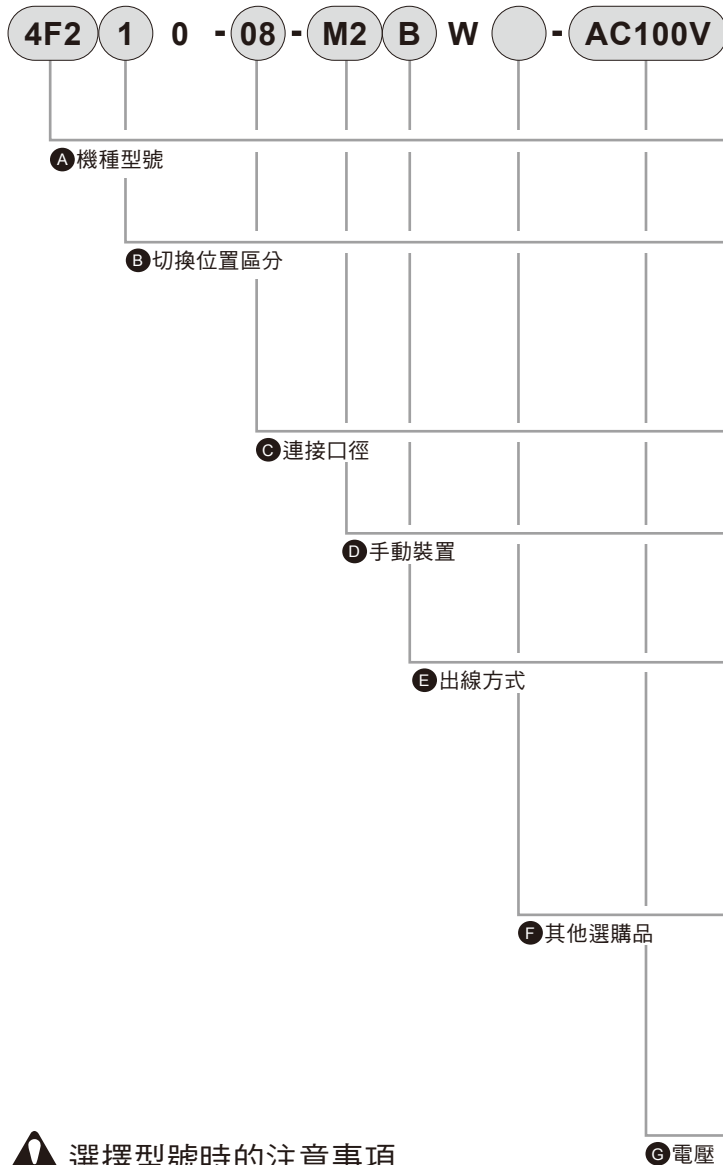 4F2 1 0 - 08 - M2 B W - AC100V
A 機種型號
B 切換位置區分
C 連接口徑
D 手動裝置
E 出線方式
F 其他選購品
G 電壓
選擇型號時的注意事項